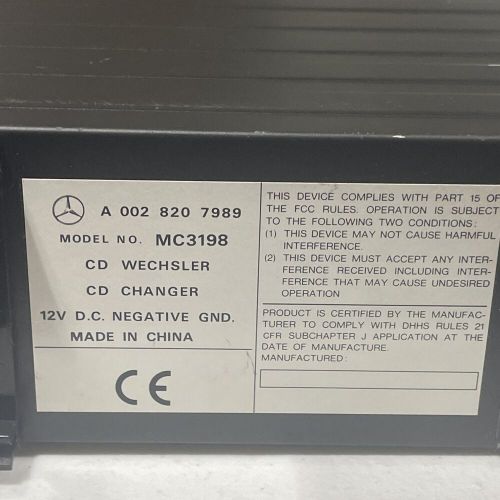 A 002 820 7989
MODEL NO. MC3198
CD WECHSLER
CD CHANGER
12V D.C. NEGATIVE GND.
MADE IN CHINA
CE
THIS DEVICE COMPLIES WITH PART 15 OF
THE FCC RULES. OPERATION IS SUBJECT
TO THE FOLLOWING TWO CONDITIONS:
(1) THIS DEVICE MAY NOT CAUSE HARMFUL
INTERFERENCE.
(2) THIS DEVICE MUST ACCEPT ANY INTER-
FERENCE RECEIVED INCLUDING INTER-
FERENCE THAT MAY CAUSE UNDESIRED
OPERATION
PRODUCT IS CERTIFIED BY THE MANUFAC-
TURER TO COMPLY WITH DHHS RULES 21
CFR SUBCHAPTER J APPLICATION AT THE
DATE OF MANUFACTURE.
MANUFACTURED: